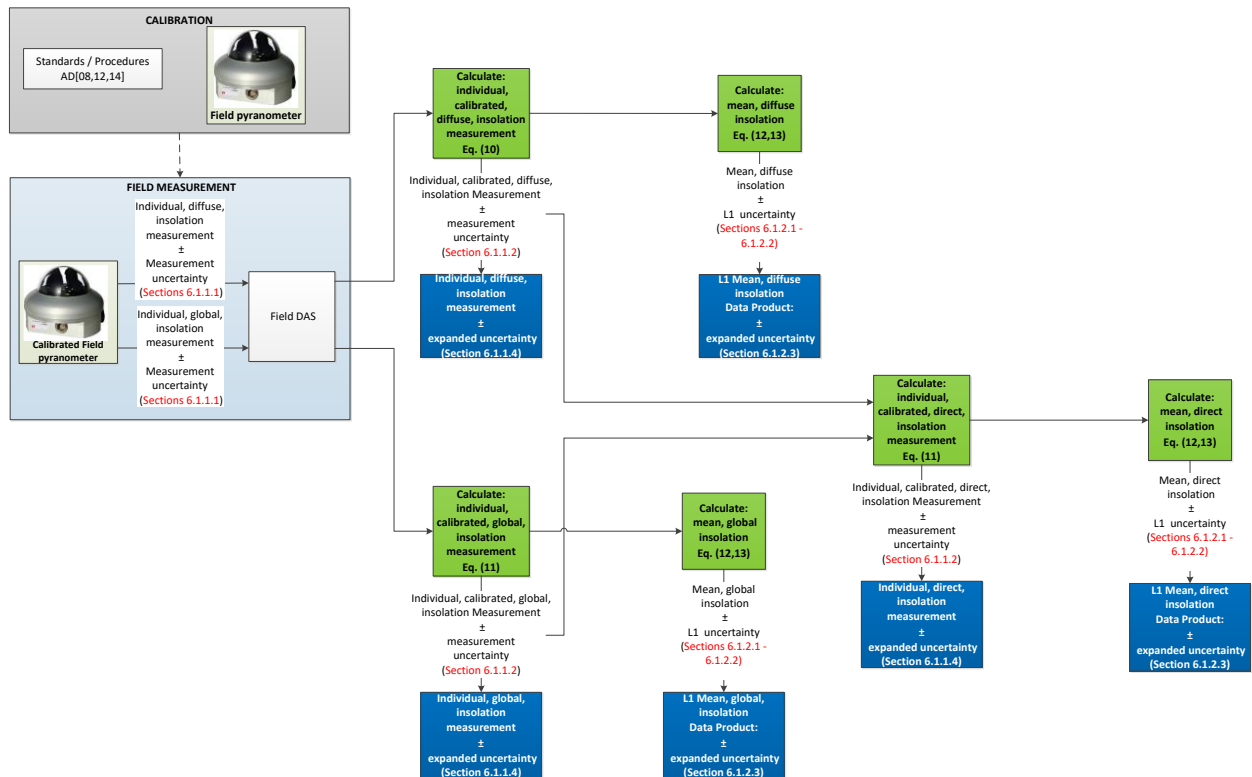 CALIBRATION
Standards / Procedures
AD[08,12,14]
Field pyranometer
FIELD MEASUREMENT
Individual, diffuse,
insolation
measurement
±
Measurement
uncertainty
(Sections 6.1.1.1)
Individual, global,
insolation
measurement
±
Measurement
uncertainty
(Sections 6.1.1.1)
Calibrated Field
pyranometer
Field DAS
Calculate:
individual,
calibrated,
diffuse, insolation
measurement
Eq. (10)
Individual, calibrated, diffuse,
insolation Measurement
±
measurement
uncertainty
(Section 6.1.1.2)
Individual, diffuse,
insolation
measurement
±
expanded uncertainty
(Section 6.1.1.4)
Calculate:
mean, diffuse
insolation
Eq. (12,13)
Mean, diffuse
insolation
±
L1 uncertainty
(Sections 6.1.2.1 -
6.1.2.2)
L1 Mean, diffuse
insolation
Data Product:
±
expanded uncertainty
(Section 6.1.2.3)
Calculate:
individual,
calibrated, direct,
insolation
measurement
Eq. (11)
Individual, calibrated, direct,
insolation Measurement
±
measurement
uncertainty
(Section 6.1.1.2)
Individual, direct,
insolation
measurement
±
expanded uncertainty
(Section 6.1.1.4)
Calculate:
mean, direct
insolation
Eq. (12,13)
Mean, direct
insolation
±
L1 uncertainty
(Sections 6.1.2.1 -
6.1.2.2)
L1 Mean, direct
insolation
Data Product:
±
expanded uncertainty
(Section 6.1.2.3)
Calculate:
individual,
calibrated, global,
insolation
measurement
Eq. (11)
Individual, calibrated, global,
insolation Measurement
±
measurement
uncertainty
(Section 6.1.1.2)
Individual, global,
insolation
measurement
±
expanded uncertainty
(Section 6.1.1.4)
Calculate:
mean, global
insolation
Eq. (12,13)
Mean, global
insolation
±
L1 uncertainty
(Sections 6.1.2.1 -
6.1.2.2)
L1 Mean, global,
insolation
Data Product:
±
expanded uncertainty
(Section 6.1.2.3)